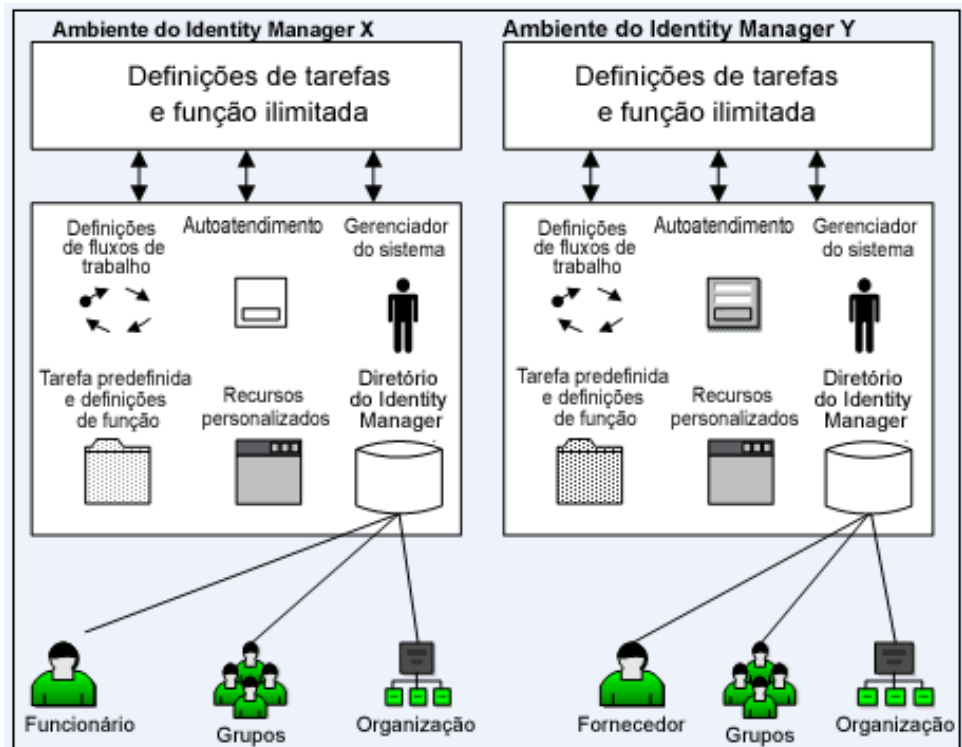 Ambiente do Identity Manager X
Definições de tarefas
e função ilimitada
Definições
de fluxos de
trabalho
Autoatendimento
Gerenciador
do sistema
Tarefa predefinida
e definições
de função
Recursos
personalizados
Diretório
do Identity
Manager
Funcionário
Grupos
Organização
Ambiente do Identity Manager Y
Definições de tarefas
e função ilimitada
Definições
de fluxos de
trabalho
Autoatendimento
Gerenciador
do sistema
Tarefa predefinida
e definições
de função
Recursos
personalizados
Diretório
do Identity
Manager
Fornecedor
Grupos
Organização